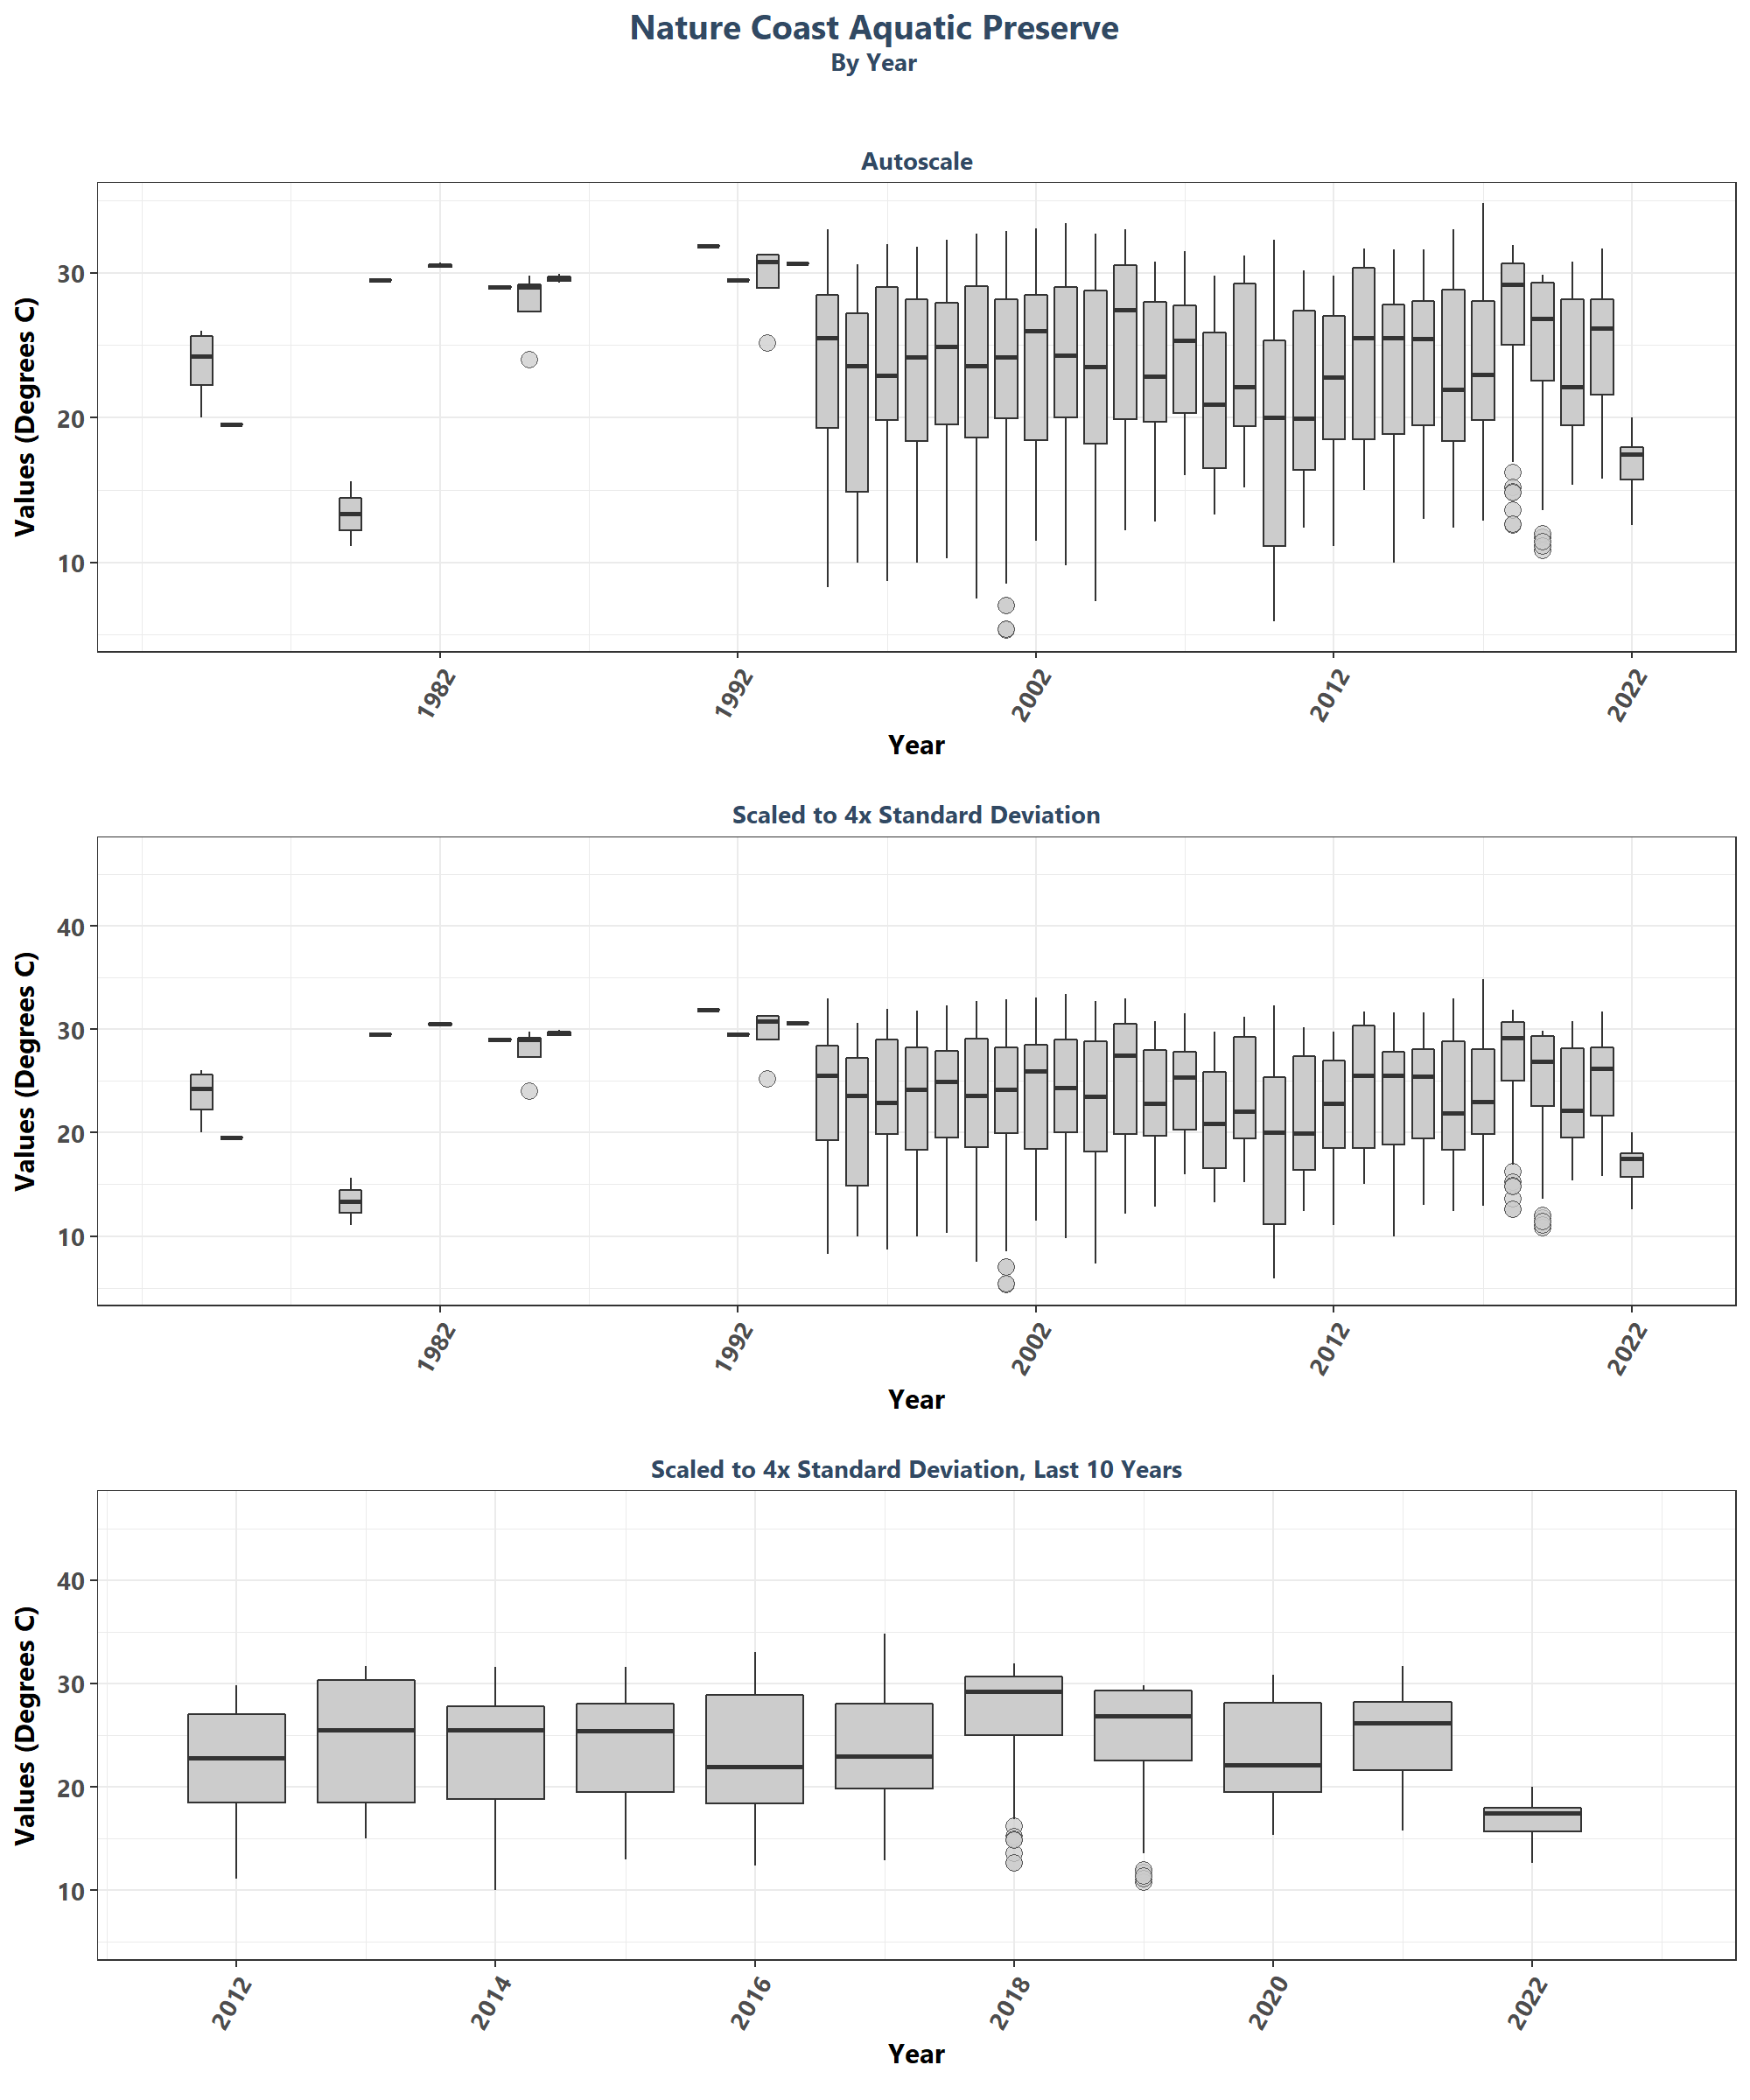 Nature Coast Aquatic Preserve
By Year
Autoscale
Values (Degrees C)
30
20
10
1982
1992
2002
2012
2022
Year
Scaled to 4x Standard Deviation
Values (Degrees C)
40
30
20
10
1982
1992
2002
2012
2022
Year
Scaled to 4x Standard Deviation, Last 10 Years
Values (Degrees C)
40
30
20
10
2012
2014
2016
2018
2020
2022
Year